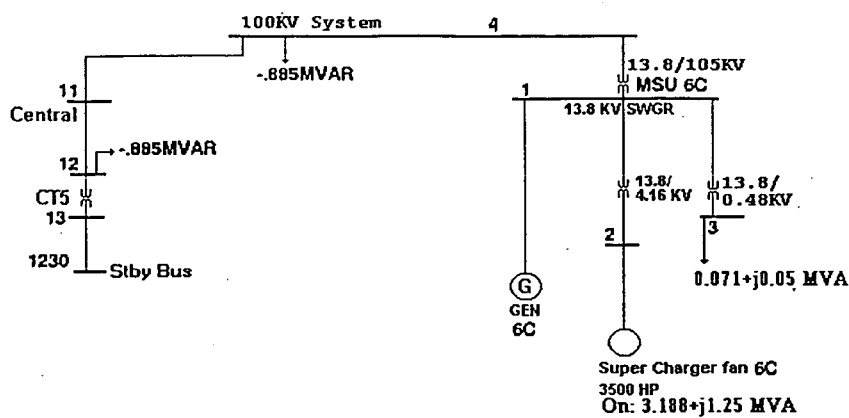 100KV System
4
-.885MVAR
13.8/105KV
MSU 6C
11
Central
1
13.8 KV SWGR
12
-.885MVAR
CT5
13
13.8/
4.16 KV
13.8/
0.48KV
2
3
1230
Stby Bus
0.071+j0.05 MVA
G
GEN
6C
Super Charger fan 6C
3500 HP
On: 3.188+j1.25 MVA